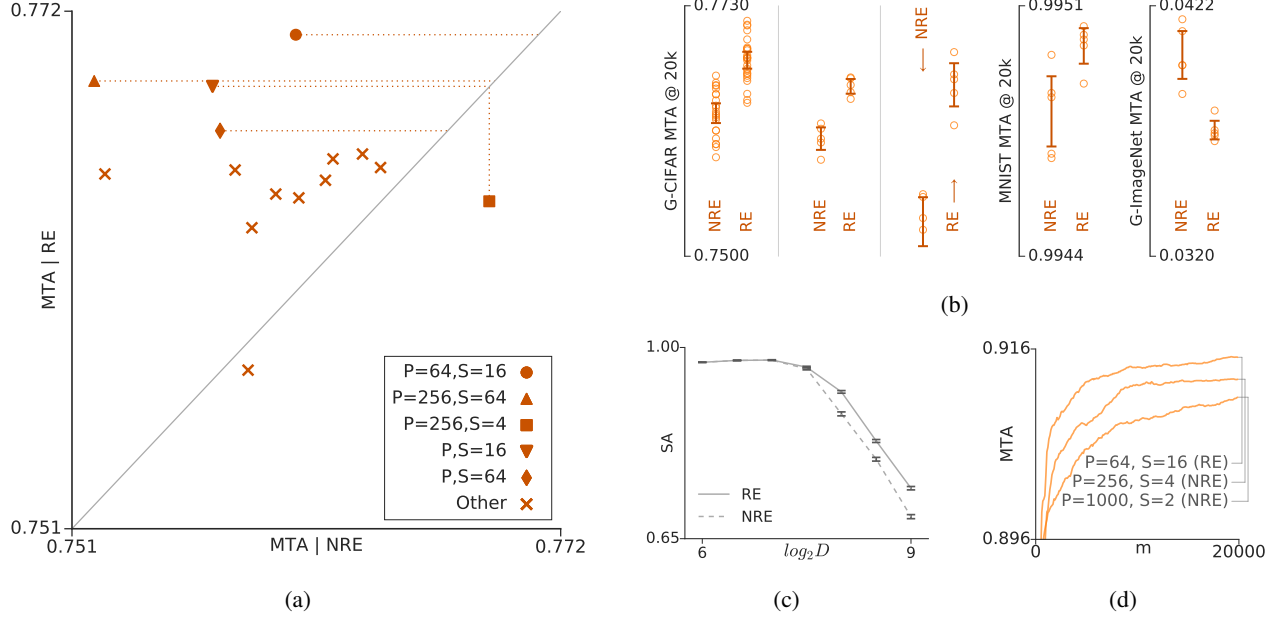 0.772
MTA | RE
0.751
0.751
MTA | NRE
0.772
P=64,S=16
P=256,S=64
P=256,S=4
P,S=16
P,S=64
Other
(a)
0.7730
G-CIFAR MTA @ 20k
0.7500
NRE
RE
NRE
RE
NRE →
RE →
0.9951
MNIST MTA @ 20k
0.9944
NRE
RE
0.0422
G-ImageNet MTA @ 20k
0.0320
NRE
RE
(b)
1.00
SA
0.65
RE
NRE
6
log₂D
9
(c)
0.916
MTA
0.896
P=64, S=16 (RE)
P=256, S=4 (NRE)
P=1000, S=2 (NRE)
0
m
20000
(d)